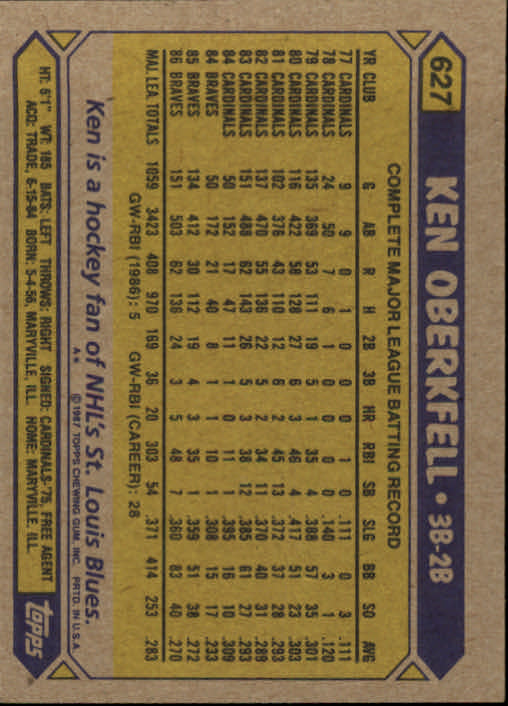 627
KEN OBERKFELL • 3B-2B
COMPLETE MAJOR LEAGUE BATTING RECORD
YR CLUB G AB R H 2B 3B HR RBI SB SLG BB SO AVG
77 CARDINALS 9 9 0 1 0 0 0 1 0 .111 0 3 .111
78 CARDINALS 24 50 7 6 1 0 0 0 0 .140 3 1 .120
79 CARDINALS 135 369 53 111 19 5 1 35 4 .388 57 35 .301
80 CARDINALS 116 422 58 128 27 6 3 46 4 .417 51 23 .303
81 CARDINALS 102 376 43 110 12 6 2 45 13 .372 37 28 .293
82 CARDINALS 137 470 55 136 22 5 2 34 11 .370 40 31 .289
83 CARDINALS 151 488 62 143 26 5 3 38 12 .385 61 27 .293
84 CARDINALS 50 152 17 47 11 1 0 11 1 .395 16 10 .309
84 BRAVES 50 172 21 40 8 1 1 10 1 .308 15 17 .233
85 BRAVES 134 412 30 112 19 4 3 35 1 .359 51 38 .272
86 BRAVES 151 503 62 136 24 3 5 48 7 .360 83 40 .270
MAJ. LEA. TOTALS 1059 3423 408 970 169 36 20 303 54 .371 414 253 .283
GW-RBI (1986): 5 GW-RBI (CAREER): 28
Ken is a hockey fan of NHL's St. Louis Blues.
A** © 1987 TOPPS CHEWING GUM, INC. PRTD. IN U.S.A.
HT: 6'1" WT: 185 BATS: LEFT THROWS: RIGHT SIGNED: CARDINALS-'75, FREE AGENT
ACQ: TRADE, 6-15-84 BORN: 5-4-56, MARYVILLE, ILL. HOME: MARYVILLE, ILL.
topps